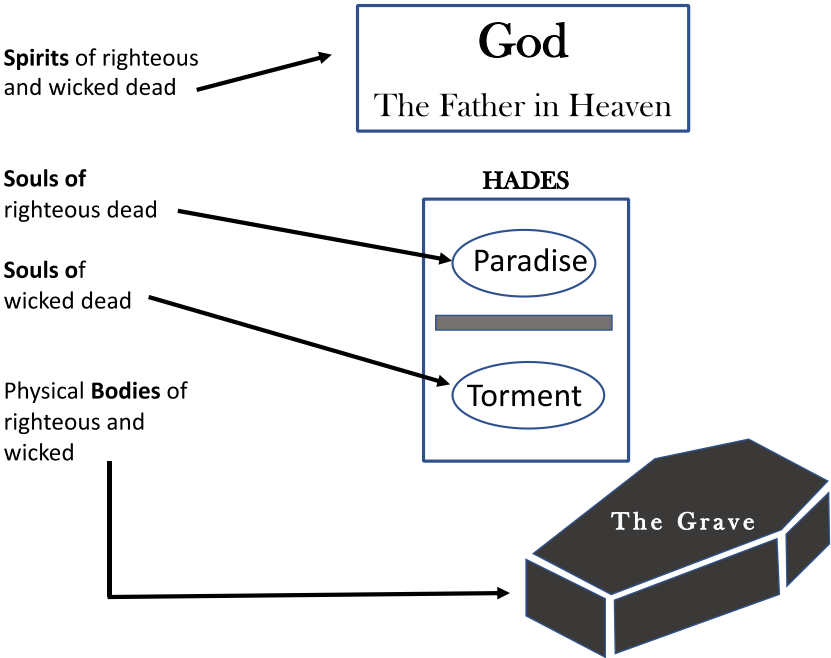 God
Spirits of righteous
and wicked dead
The Father in Heaven
Souls of
righteous dead
HADES
Paradise
Souls of
wicked dead
Torment
Physical Bodies of
righteous and
wicked
The Grave